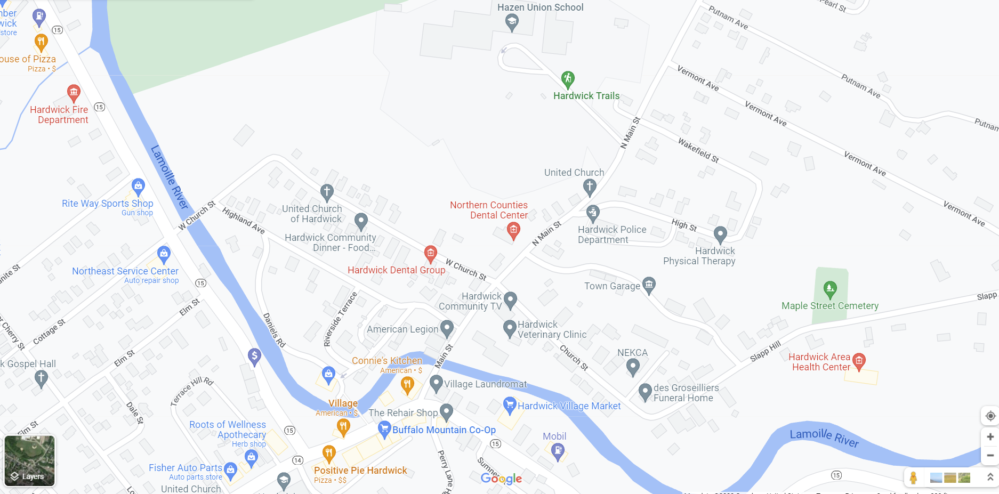 Hazen Union School
Pearl St
Putnam Ave
nber
wick
store
15
ouse of Pizza
Pizza • $
Hardwick Fire
Department
15
Hardwick Trails
Vermont Ave
Putnam Ave
Vermont Ave
Putnam
N Main St
Wakefield St
Vermont Ave
Lamoille River
United Church
Rite Way Sports Shop
Gun shop
W Church St
Highland Ave
United Church
of Hardwick
Hardwick Community
Dinner - Food...
Northern Counties
Dental Center
N Main St
Hardwick Police
Department
High St
Vermont Ave
Hardwick
Physical Therapy
Hardwick Dental Group
W Church St
Northeast Service Center
Auto repair shop
15
nite St
Town Garage
Maple Street Cemetery
Slapp
Hardwick
Community TV
Elm St
Cottage St
er Cherry St
Daniels Rd
Riverside Terrace
American Legion
Hardwick
Veterinary Clinic
Main St
Church St
NEKCA
Slapp Hill
Hardwick Area
Health Center
Elm St
k Gospel Hall
$
Connie's Kitchen
American • $
Village Laundromat
des Groseilliers
Funeral Home
Terrace Hill Rd
Dale St
Village
American • $
The Rehair Shop
Hardwick Village Market
Elm St
Roots of Wellness
Apothecary
Herb shop
15
Buffalo Mountain Co-Op
Mobil
15
Lamoille River
14
Perry Lane
Fisher Auto Parts
Auto parts store
Positive Pie Hardwick
Pizza • $$
Google
15
Layers
United Church